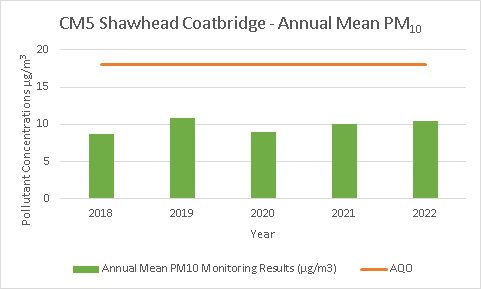 CM5 Shawhead Coatbridge - Annual Mean PM₁₀
Pollutant Concentrations µg/m³
20
15
10
5
0
2018 2019 2020 2021 2022
Year
Annual Mean PM10 Monitoring Results (µg/m3) AQO